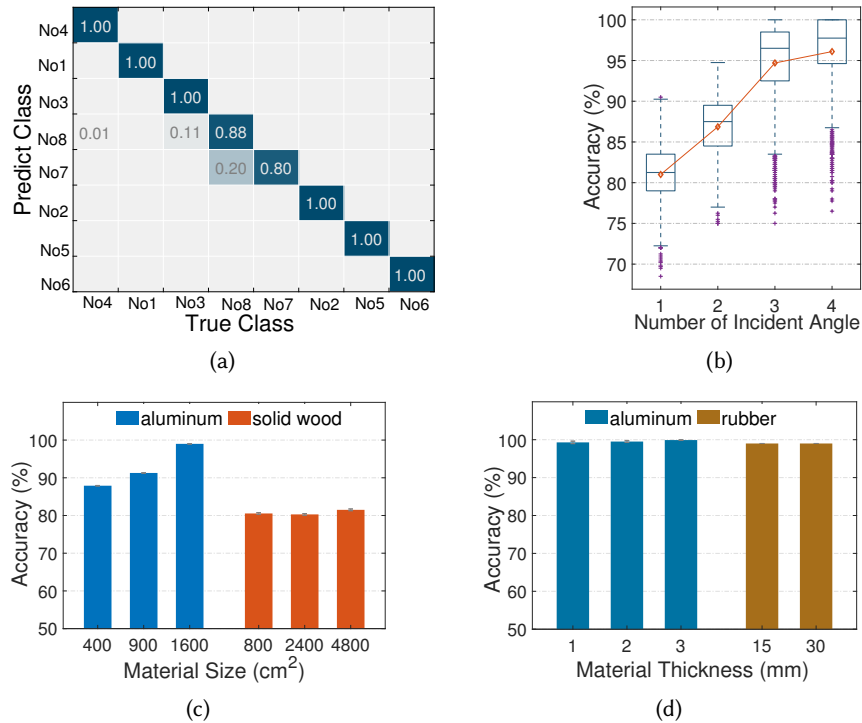 Predict Class
No4
No1
No3
No8
No7
No2
No5
No6
1.00
1.00
1.00
0.01 0.11 0.88
0.20 0.80
1.00
1.00
1.00
No4 No1 No3 No8 No7 No2 No5 No6
True Class
(a)
Accuracy (%)
100
95
90
85
80
75
70
1 2 3 4
Number of Incident Angle
(b)
aluminum solid wood
Accuracy (%)
100
90
80
70
60
50
400 900 1600 800 2400 4800
Material Size (cm²)
(c)
aluminum rubber
Accuracy (%)
100
90
80
70
60
50
1 2 3 15 30
Material Thickness (mm)
(d)